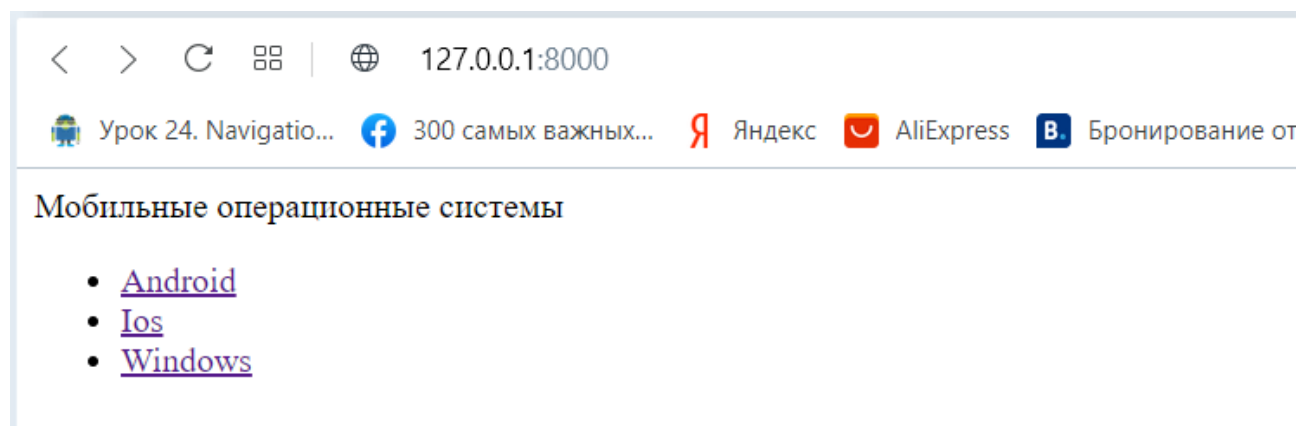 127.0.0.1:8000
Урок 24. Navigatio... 300 самых важных... Я Яндекс AliExpress B. Бронирование от
Мобильные операционные системы
Android
Ios
Windows